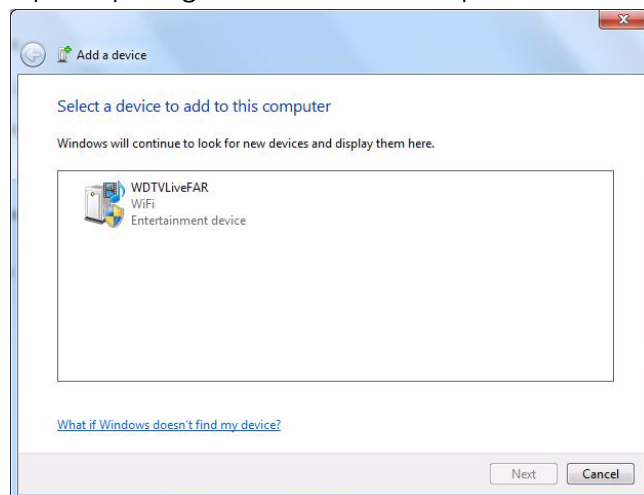 Add a device
Select a device to add to this computer
Windows will continue to look for new devices and display them here.
WDTVLiveFAR
WiFi
Entertainment device
What if Windows doesn't find my device?
Next Cancel